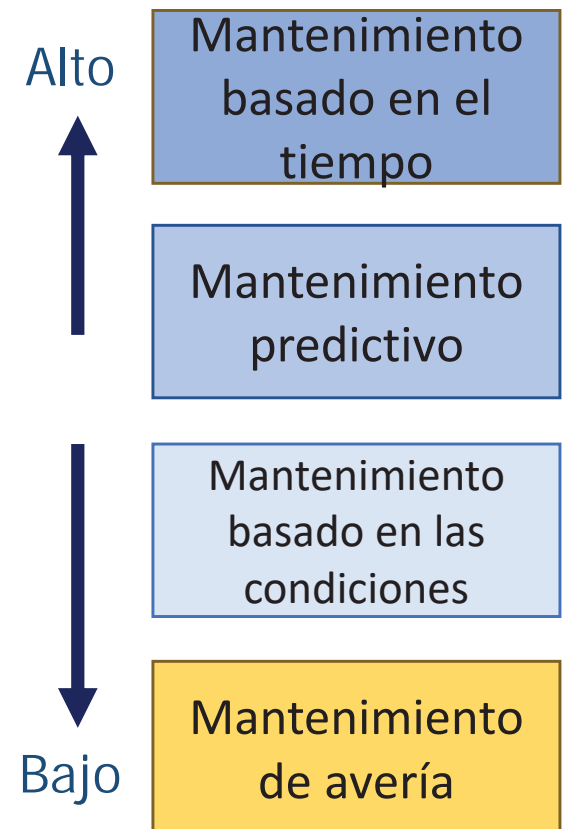 Alto
Mantenimiento
basado en el
tiempo
Mantenimiento
predictivo
Mantenimiento
basado en las
condiciones
Mantenimiento
de avería
Bajo